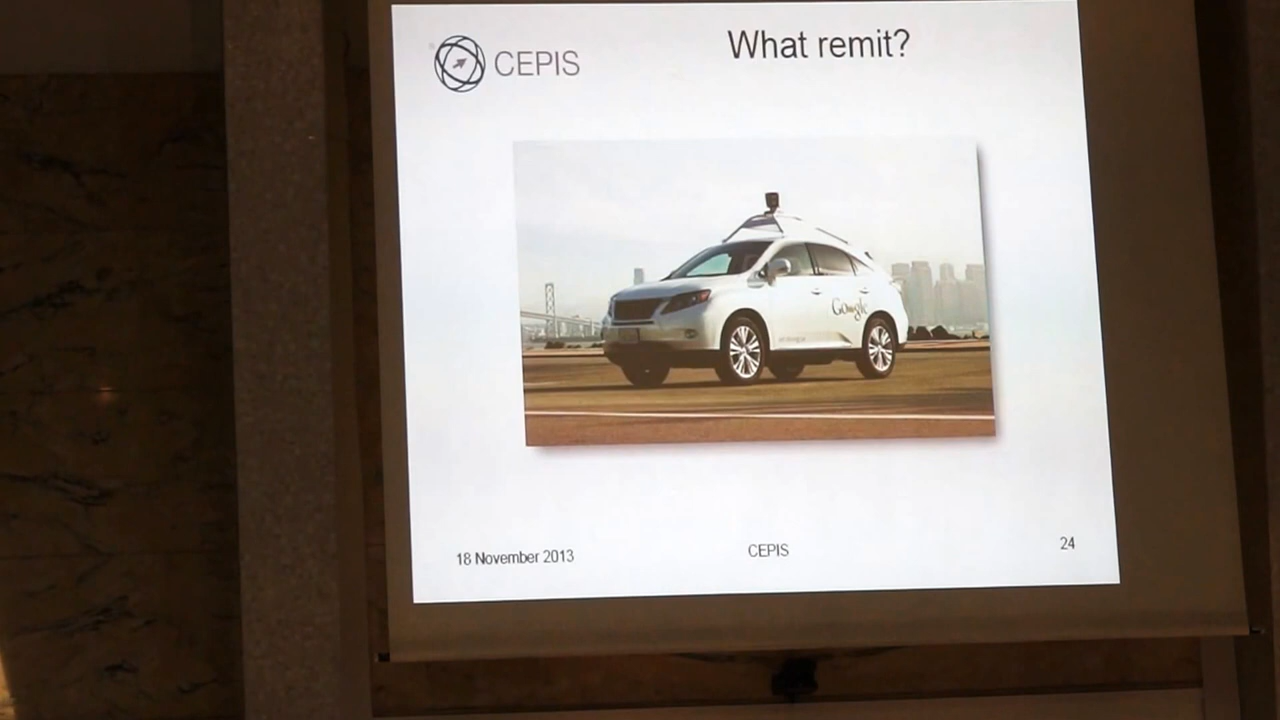 CEPIS
What remit?
Google
18 November 2013
CEPIS
24